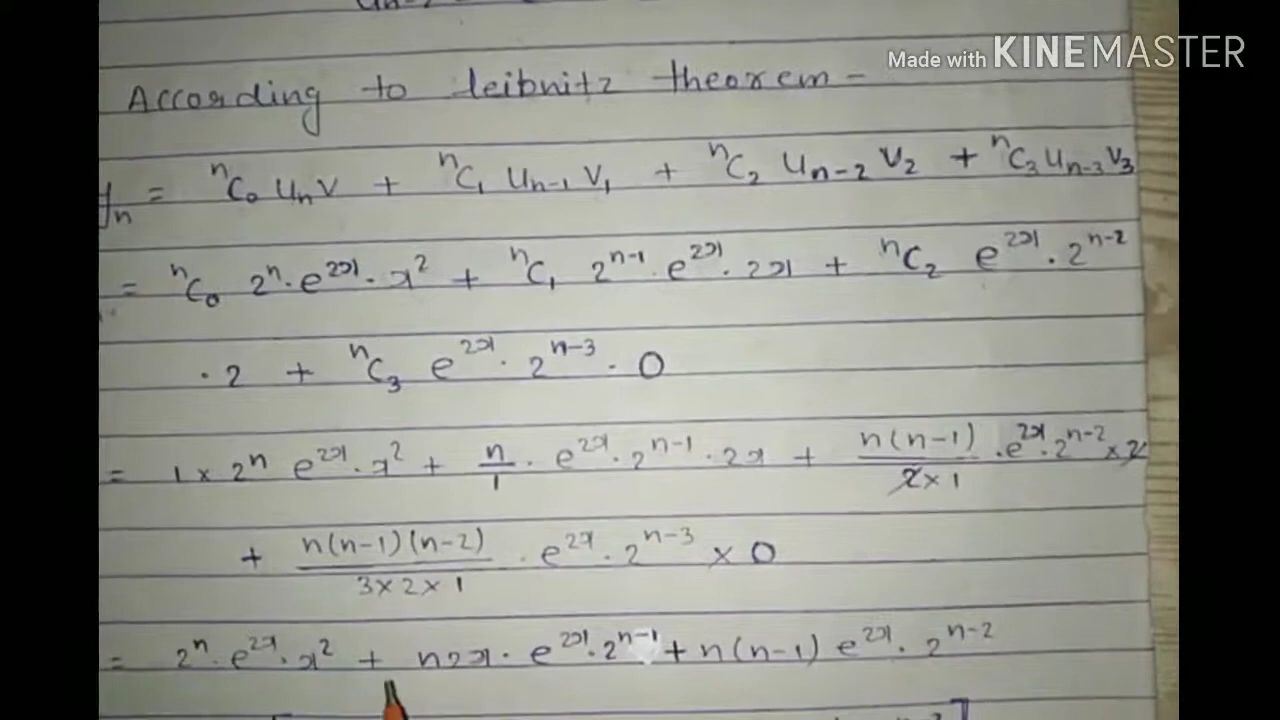 Made with KINEMASTER
According to leibnitz theorem -
yₙ = ⁿC₀ uₙ v + ⁿC₁ uₙ₋₁ v₁ + ⁿC₂ uₙ₋₂ v₂ + ⁿC₃ uₙ₋₃ v₃
= ⁿC₀ 2ⁿ · e²ˣ · x² + ⁿC₁ 2ⁿ⁻¹ · e²ˣ · 2x + ⁿC₂ e²ˣ · 2ⁿ⁻²
· 2 + ⁿC₃ e²ˣ · 2ⁿ⁻³ · 0
= 1 × 2ⁿ e²ˣ · x² + n/1 · e²ˣ · 2ⁿ⁻¹ · 2x + n(n-1)/2×1 · e²ˣ · 2ⁿ⁻² × 2
+ n(n-1)(n-2)/3×2×1 · e²ˣ · 2ⁿ⁻³ × 0
= 2ⁿ · e²ˣ · x² + n2x · e²ˣ · 2ⁿ⁻¹ + n(n-1) e²ˣ · 2ⁿ⁻²